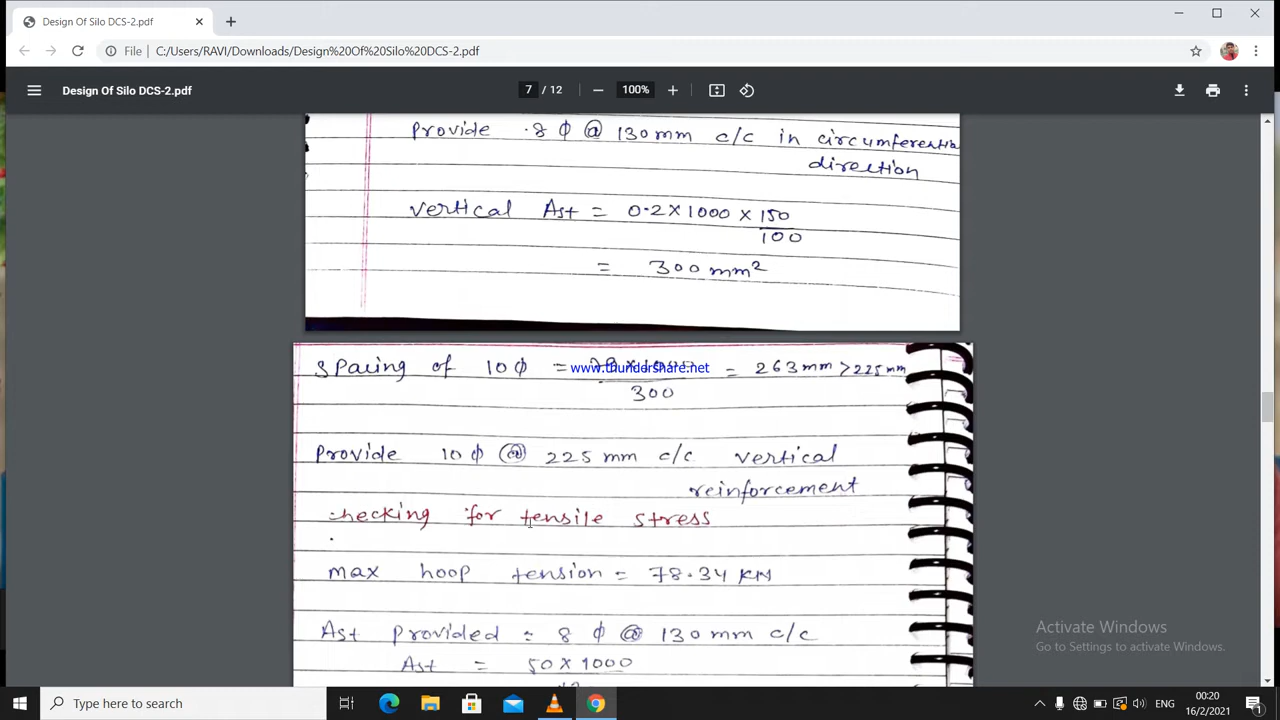 Design Of Silo DCS-2.pdf
File C:/Users/RAVI/Downloads/Design%20Of%20Silo%20DCS-2.pdf
Design Of Silo DCS-2.pdf
7 / 12
100%
provide 8 φ @ 130 mm c/c in circumferential
direction
vertical Ast = 0.2 × 1000 × 150
100
= 300 mm²
spacing of 10 φ = = 263 mm > 225 mm
www.thundershare.net
300
provide 10 φ @ 225 mm c/c vertical
reinforcement
checking for tensile stress
max hoop tension = 78.34 KN
Ast provided = 8 φ @ 130 mm c/c
Ast = 50 × 1000
Activate Windows
Go to Settings to activate Windows.
Type here to search
ENG
00:20
16/2/2021
1